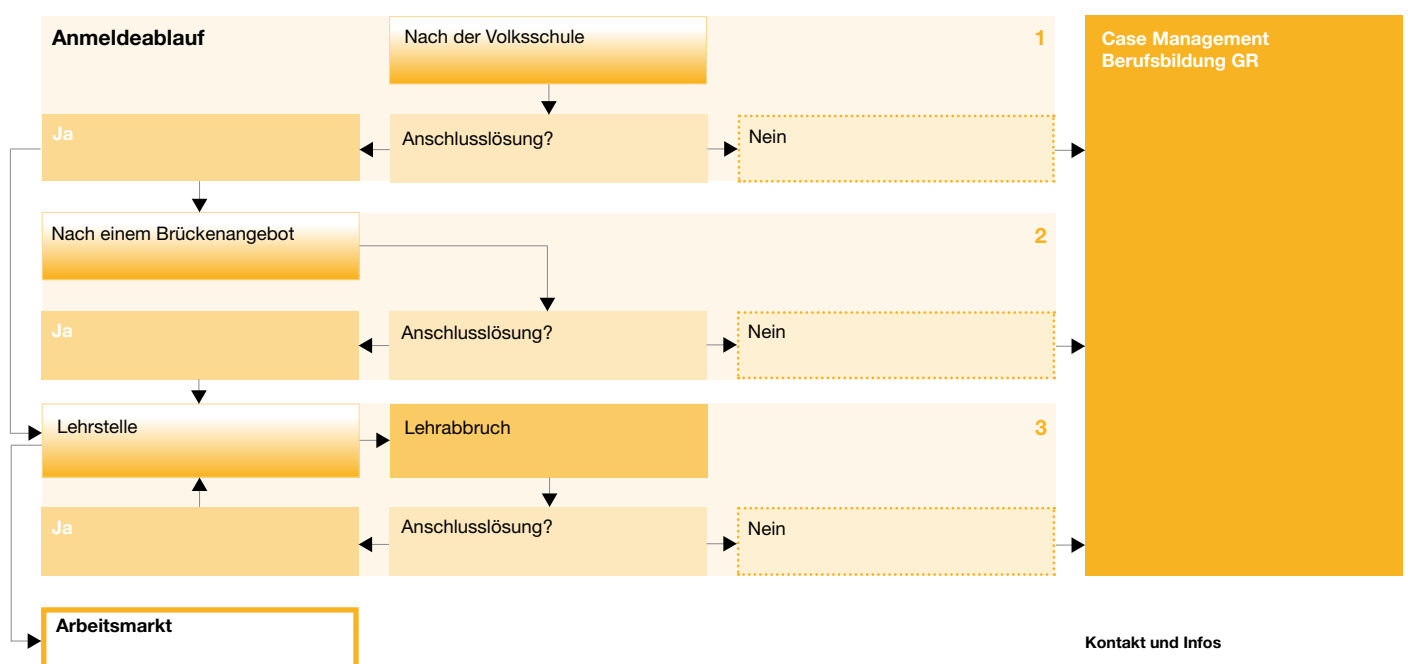 Anmeldeablauf
Nach der Volksschule
1
Case Management
Berufsbildung GR
Ja
Anschlusslösung?
Nein
Nach einem Brückenangebot
2
Ja
Anschlusslösung?
Nein
Lehrstelle
Lehrabbruch
3
Ja
Anschlusslösung?
Nein
Arbeitsmarkt
Kontakt und Infos